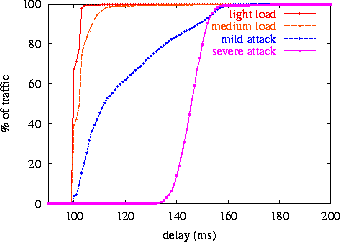 100
80
60
40
20
0
% of traffic
light load
medium load
mild attack
severe attack
100
120
140
160
180
200
delay (ms)